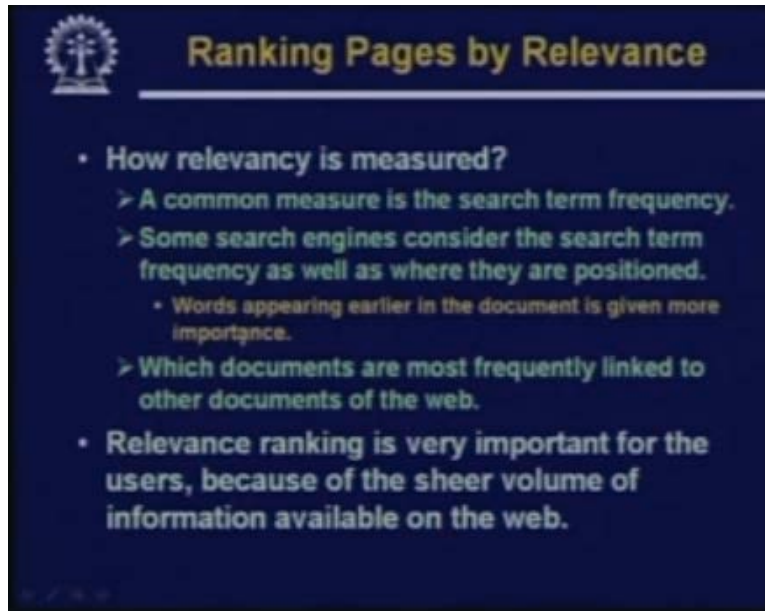 Ranking Pages by Relevance
• How relevancy is measured?
➢ A common measure is the search term frequency.
➢ Some search engines consider the search term
frequency as well as where they are positioned.
• Words appearing earlier in the document is given more
importance.
➢ Which documents are most frequently linked to
other documents of the web.
• Relevance ranking is very important for the
users, because of the sheer volume of
information available on the web.